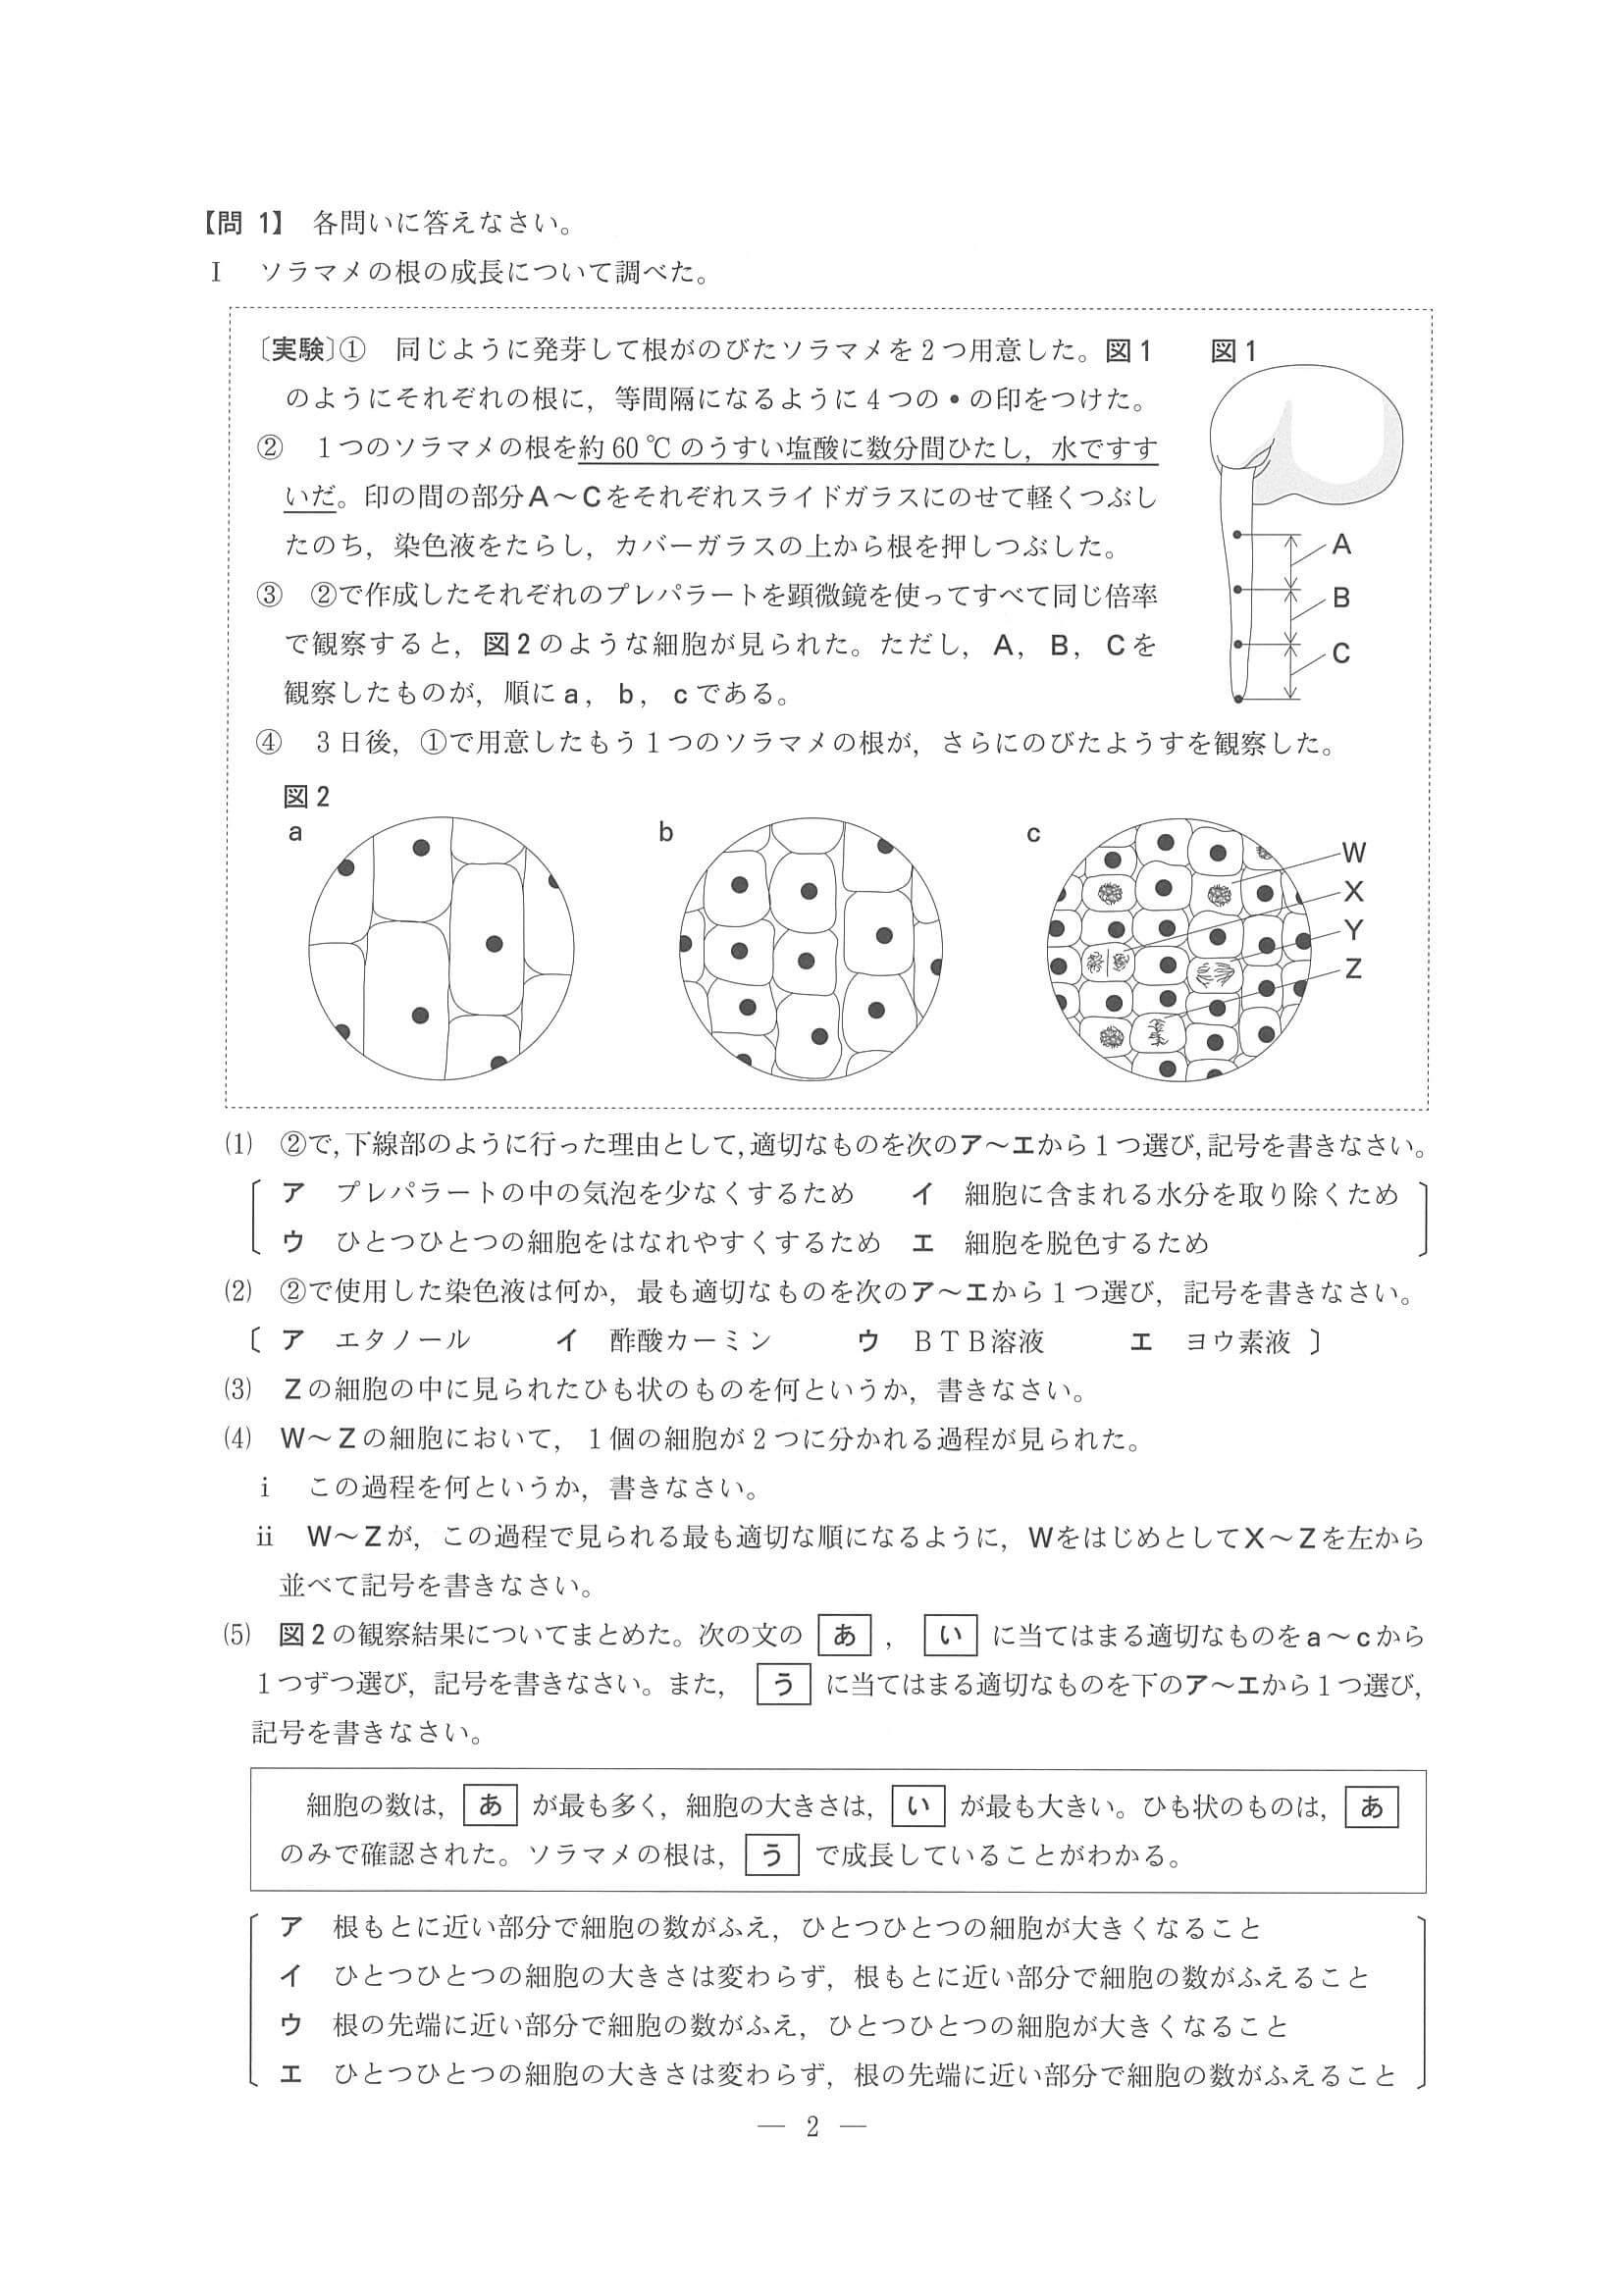 【問 1】 各問いに答えなさい。
Ⅰ ソラマメの根の成長について調べた。
〔実験〕① 同じように発芽して根がのびたソラマメを2つ用意した。図1
のようにそれぞれの根に，等間隔になるように4つの・の印をつけた。
② 1つのソラマメの根を約60℃のうすい塩酸に数分間ひたし，水ですす
いだ。印の間の部分A～Cをそれぞれスライドガラスにのせて軽くつぶし
たのち，染色液をたらし，カバーガラスの上から根を押しつぶした。
③ ②で作成したそれぞれのプレパラートを顕微鏡を使ってすべて同じ倍率
で観察すると，図2のような細胞が見られた。ただし，A，B，Cを
観察したものが，順にa，b，cである。
④ 3日後，①で用意したもう1つのソラマメの根が，さらにのびたようすを観察した。
図1
A
B
C
図2
a
b
c
W
X
Y
Z
(1) ②で，下線部のように行った理由として，適切なものを次のア～エから1つ選び，記号を書きなさい。
〔 ア プレパラートの中の気泡を少なくするため イ 細胞に含まれる水分を取り除くため
ウ ひとつひとつの細胞をはなれやすくするため エ 細胞を脱色するため 〕
(2) ②で使用した染色液は何か，最も適切なものを次のア～エから1つ選び，記号を書きなさい。
〔 ア エタノール イ 酢酸カーミン ウ BTB溶液 エ ヨウ素液 〕
(3) Zの細胞の中に見られたひも状のものを何というか，書きなさい。
(4) W～Zの細胞において，1個の細胞が2つに分かれる過程が見られた。
ⅰ この過程を何というか，書きなさい。
ⅱ W～Zが，この過程で見られる最も適切な順になるように，WをはじめとしてX～Zを左から
並べて記号を書きなさい。
(5) 図2の観察結果についてまとめた。次の文の あ ， い に当てはまる適切なものをa～cから
1つずつ選び，記号を書きなさい。また， う に当てはまる適切なものを下のア～エから1つ選び，
記号を書きなさい。
細胞の数は， あ が最も多く，細胞の大きさは， い が最も大きい。ひも状のものは， あ
のみで確認された。ソラマメの根は， う で成長していることがわかる。
〔 ア 根もとに近い部分で細胞の数がふえ，ひとつひとつの細胞が大きくなること
イ ひとつひとつの細胞の大きさは変わらず，根もとに近い部分で細胞の数がふえること
ウ 根の先端に近い部分で細胞の数がふえ，ひとつひとつの細胞が大きくなること
エ ひとつひとつの細胞の大きさは変わらず，根の先端に近い部分で細胞の数がふえること 〕
— 2 —